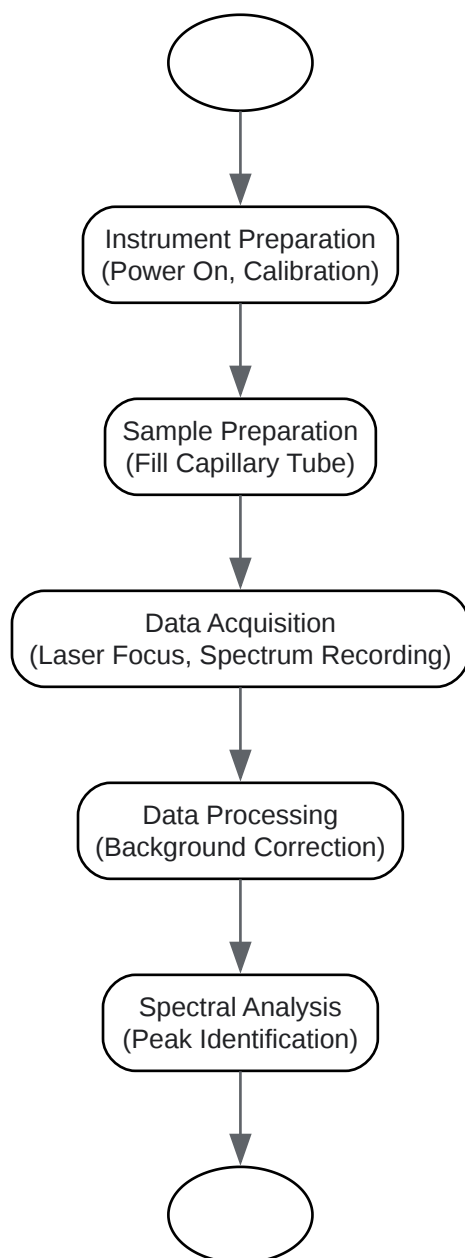 Instrument Preparation
(Power On, Calibration)
Sample Preparation
(Fill Capillary Tube)
Data Acquisition
(Laser Focus, Spectrum Recording)
Data Processing
(Background Correction)
Spectral Analysis
(Peak Identification)